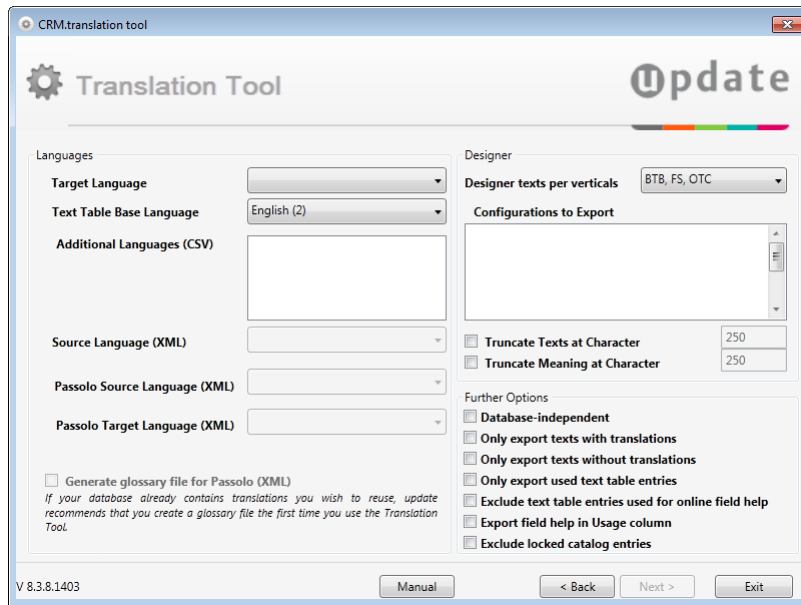 CRM.translation tool
Translation Tool
update
Languages
Target Language
Text Table Base Language
English (2)
Additional Languages (CSV)
Source Language (XML)
Passolo Source Language (XML)
Passolo Target Language (XML)
Generate glossary file for Passolo (XML)
If your database already contains translations you wish to reuse, update
recommends that you create a glossary file the first time you use the Translation
Tool.
Designer
Designer texts per verticals
BTB, FS, OTC
Configurations to Export
Truncate Texts at Character
250
Truncate Meaning at Character
250
Further Options
Database-independent
Only export texts with translations
Only export texts without translations
Only export used text table entries
Exclude text table entries used for online field help
Export field help in Usage column
Exclude locked catalog entries
V 8.3.8.1403
Manual
< Back
Next >
Exit